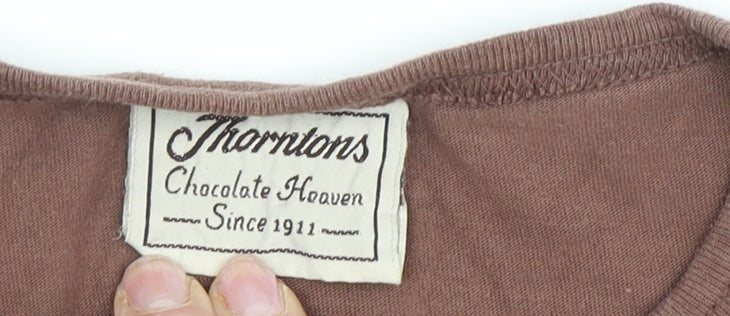 Thorntons
Chocolate Heaven
Since 1911